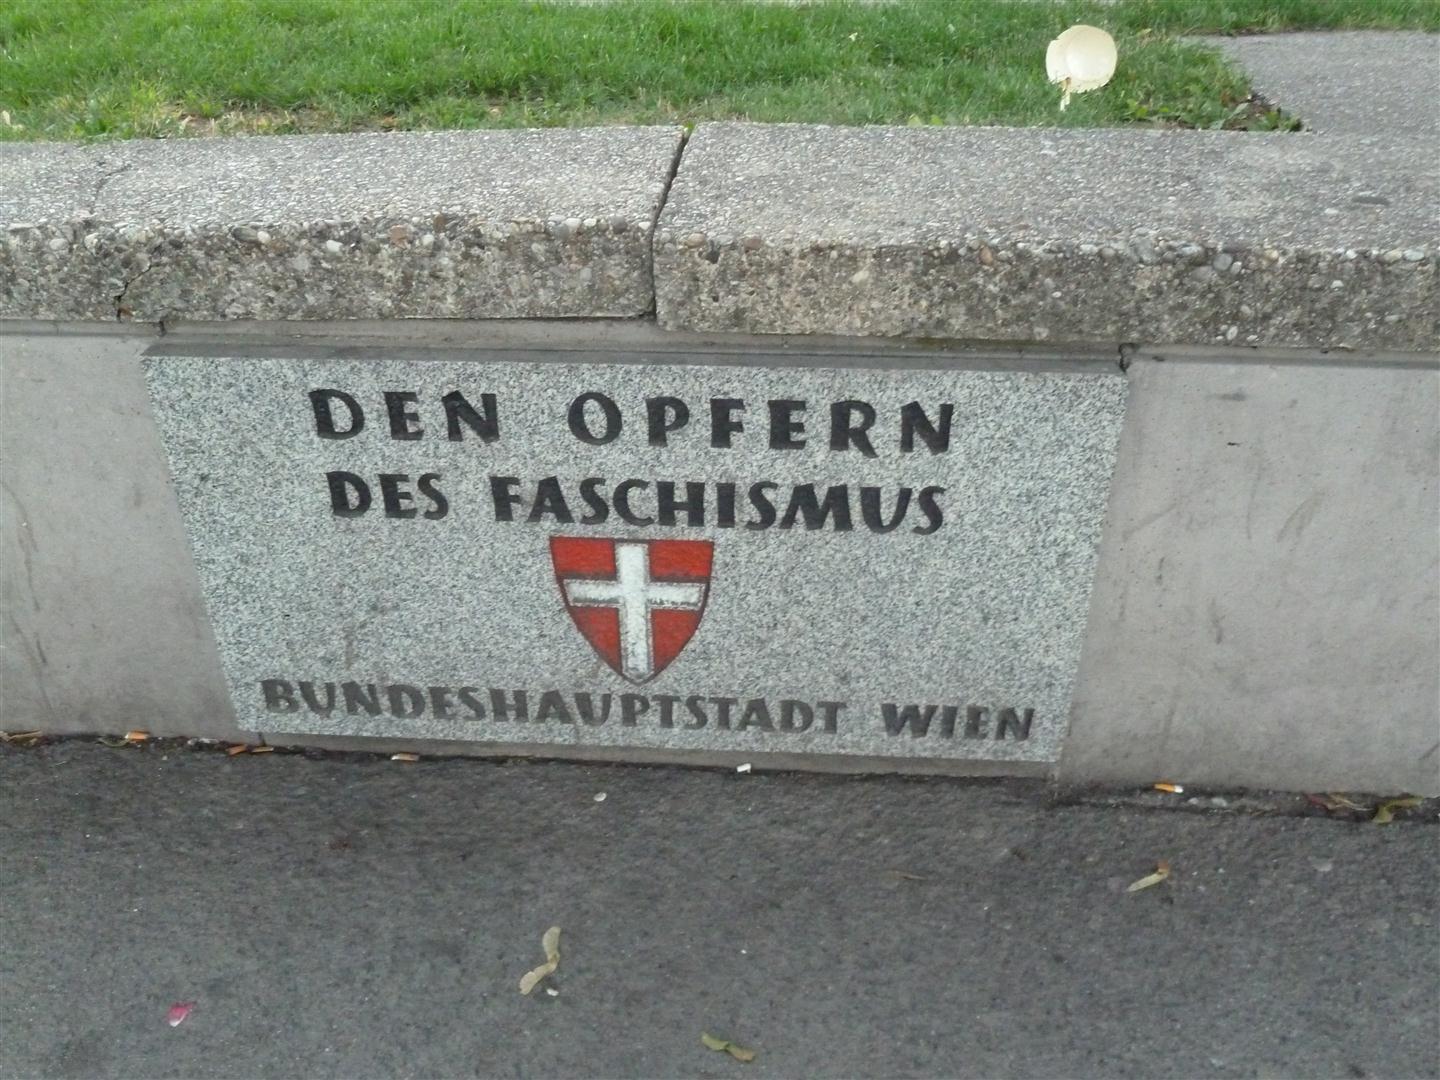 DEN OPFERN
DES FASCHISMUS
BUNDESHAUPTSTADT WIEN